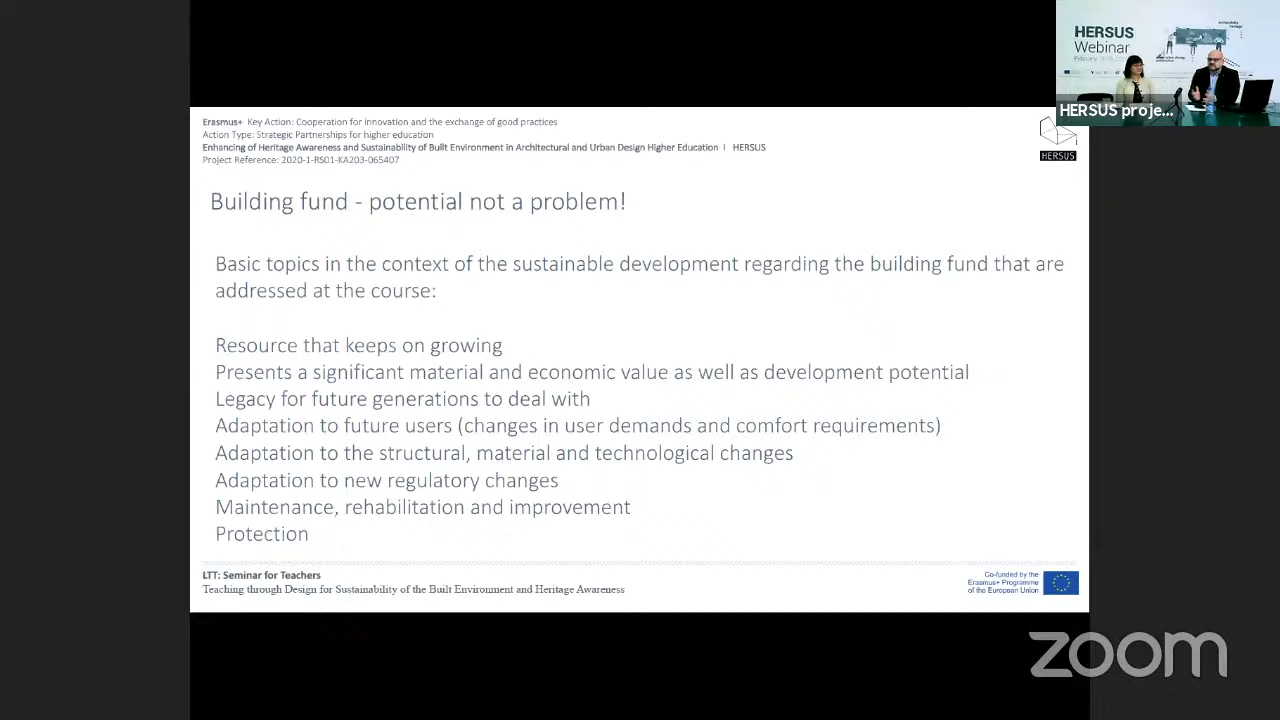 HERSUS
Webinar
HERSUS proje...
Erasmus+ Key Action: Cooperation for innovation and the exchange of good practices
Action Type: Strategic Partnerships for higher education
Enhancing of Heritage Awareness and Sustainability of Built Environment in Architectural and Urban Design Higher Education I HERSUS
Project Reference: 2020-1-RS01-KA203-065407
HERSUS
Building fund - potential not a problem!
Basic topics in the context of the sustainable development regarding the building fund that are
addressed at the course:
Resource that keeps on growing
Presents a significant material and economic value as well as development potential
Legacy for future generations to deal with
Adaptation to future users (changes in user demands and comfort requirements)
Adaptation to the structural, material and technological changes
Adaptation to new regulatory changes
Maintenance, rehabilitation and improvement
Protection
LTT: Seminar for Teachers
Teaching through Design for Sustainability of the Built Environment and Heritage Awareness
Co-funded by the
Erasmus+ Programme
of the European Union
zoom